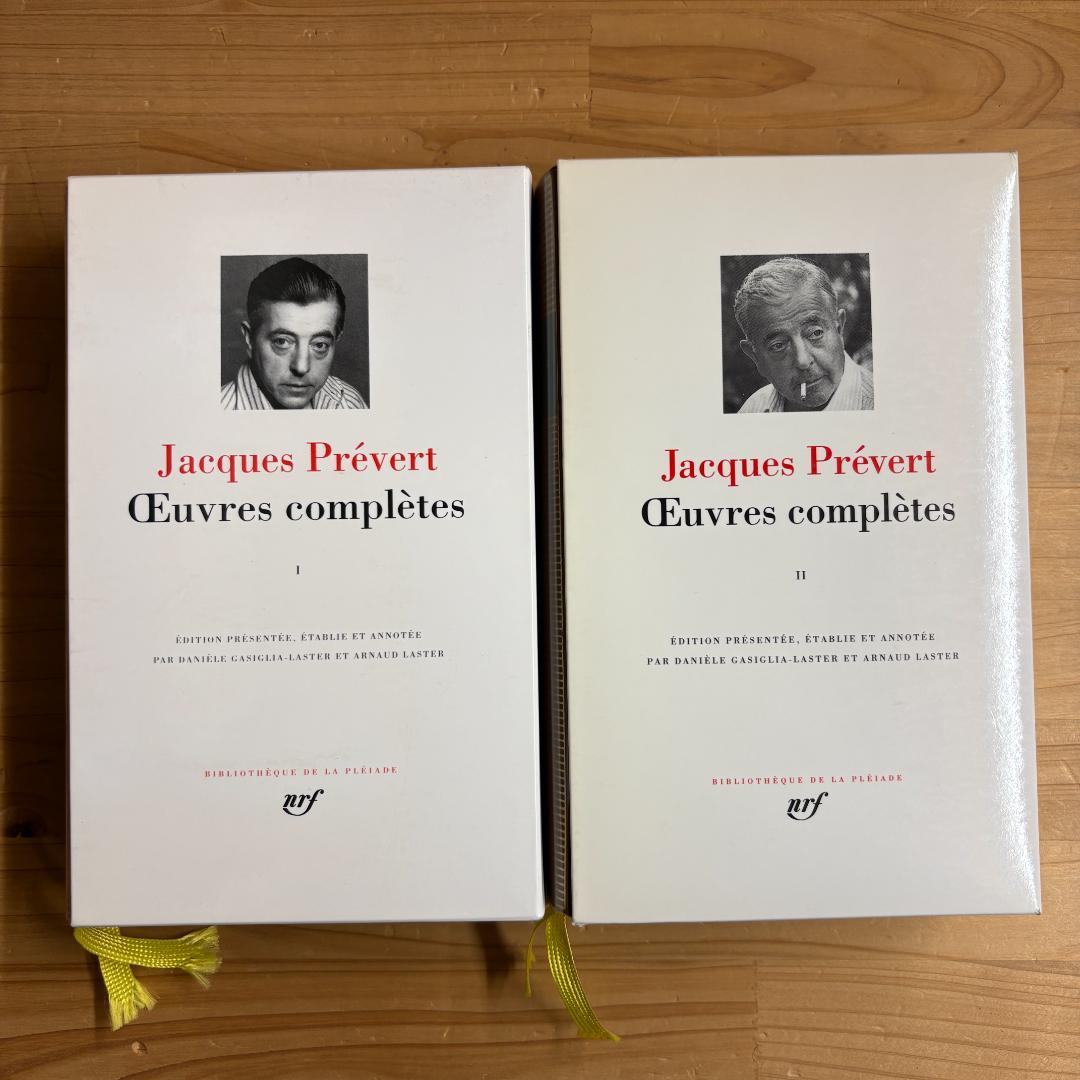 Jacques Prévert
Œuvres complètes
I
ÉDITION PRÉSENTÉE, ÉTABLIE ET ANNOTÉE
PAR DANIÈLE GASIGLIA-LASTER ET ARNAUD LASTER
BIBLIOTHÈQUE DE LA PLÉIADE
nrf
Jacques Prévert
Œuvres complètes
II
ÉDITION PRÉSENTÉE, ÉTABLIE ET ANNOTÉE
PAR DANIÈLE GASIGLIA-LASTER ET ARNAUD LASTER
BIBLIOTHÈQUE DE LA PLÉIADE
nrf